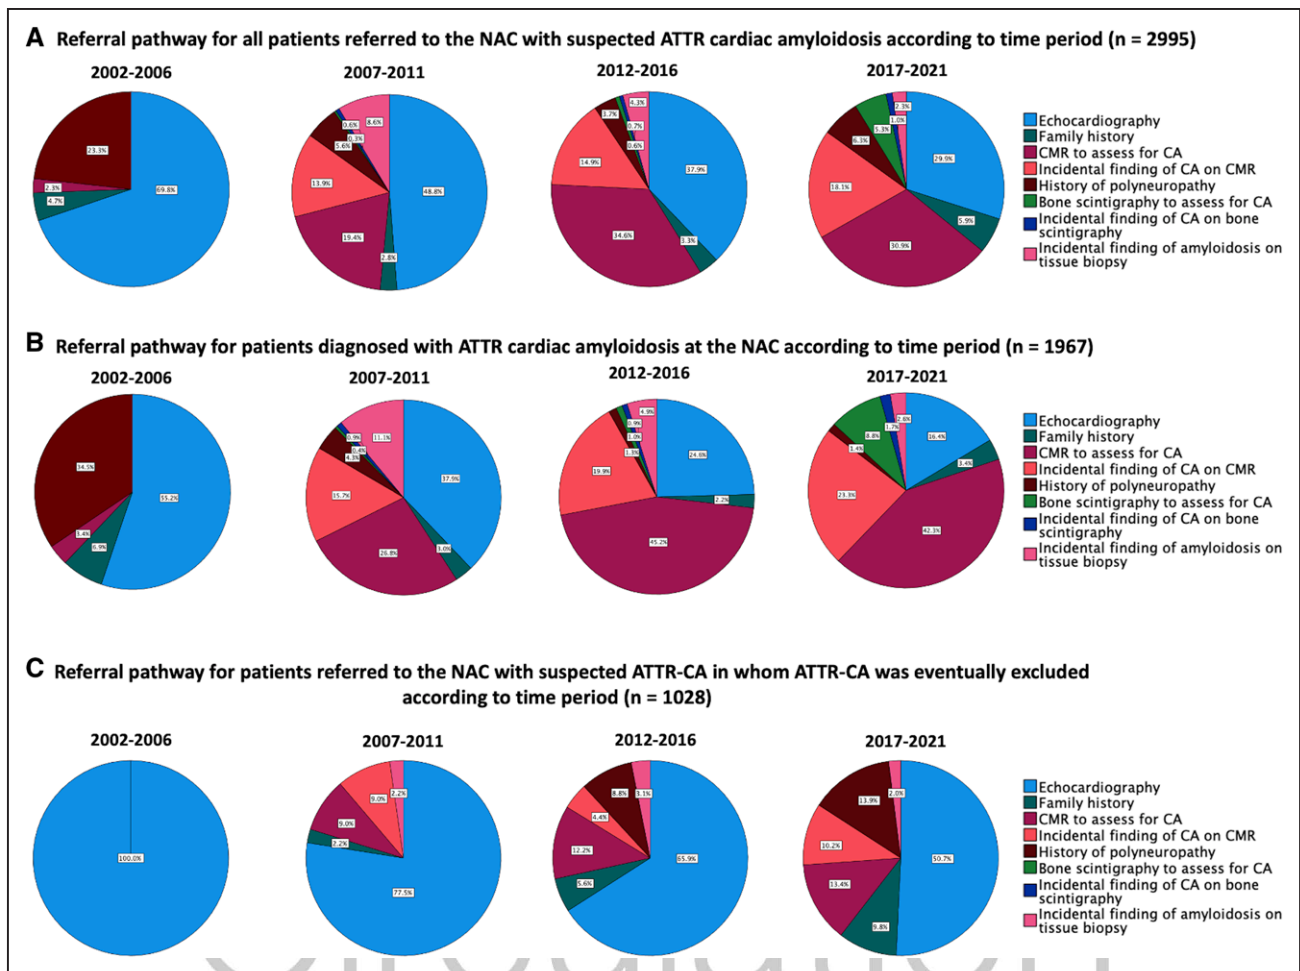 A Referral pathway for all patients referred to the NAC with suspected ATTR cardiac amyloidosis according to time period (n = 2995)
2002-2006
23.3%
2.3%
4.7%
69.8%
2007-2011
8.6%
0.6%
0.3%
5.6%
13.9%
19.4%
2.8%
48.8%
2012-2016
4.3%
3.7%
0.7%
0.6%
14.9%
34.6%
3.3%
37.9%
2017-2021
2.3%
1.0%
5.3%
6.3%
18.1%
30.9%
5.9%
29.9%
Echocardiography
Family history
CMR to assess for CA
Incidental finding of CA on CMR
History of polyneuropathy
Bone scintigraphy to assess for CA
Incidental finding of CA on bone
scintigraphy
Incidental finding of amyloidosis on
tissue biopsy
B Referral pathway for patients diagnosed with ATTR cardiac amyloidosis at the NAC according to time period (n = 1967)
2002-2006
34.5%
3.4%
6.9%
55.2%
2007-2011
11.1%
0.9%
0.4%
4.3%
15.7%
26.8%
3.0%
37.9%
2012-2016
4.9%
0.9%
1.0%
1.3%
19.9%
45.2%
2.2%
24.6%
2017-2021
2.6%
1.7%
8.8%
1.4%
23.3%
42.3%
3.4%
16.4%
Echocardiography
Family history
CMR to assess for CA
Incidental finding of CA on CMR
History of polyneuropathy
Bone scintigraphy to assess for CA
Incidental finding of CA on bone
scintigraphy
Incidental finding of amyloidosis on
tissue biopsy
C Referral pathway for patients referred to the NAC with suspected ATTR-CA in whom ATTR-CA was eventually excluded
according to time period (n = 1028)
2002-2006
100.0%
2007-2011
2.2%
9.0%
9.0%
2.2%
77.5%
2012-2016
3.1%
8.8%
4.4%
12.2%
5.6%
65.9%
2017-2021
2.0%
13.9%
10.2%
13.4%
9.8%
50.7%
Echocardiography
Family history
CMR to assess for CA
Incidental finding of CA on CMR
History of polyneuropathy
Bone scintigraphy to assess for CA
Incidental finding of CA on bone
scintigraphy
Incidental finding of amyloidosis on
tissue biopsy